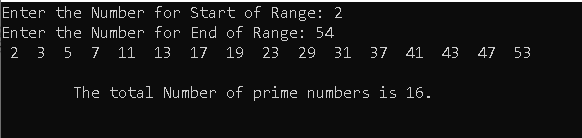 Enter the Number for Start of Range: 2
Enter the Number for End of Range: 54
2 3 5 7 11 13 17 19 23 29 31 37 41 43 47 53
The total Number of prime numbers is 16.